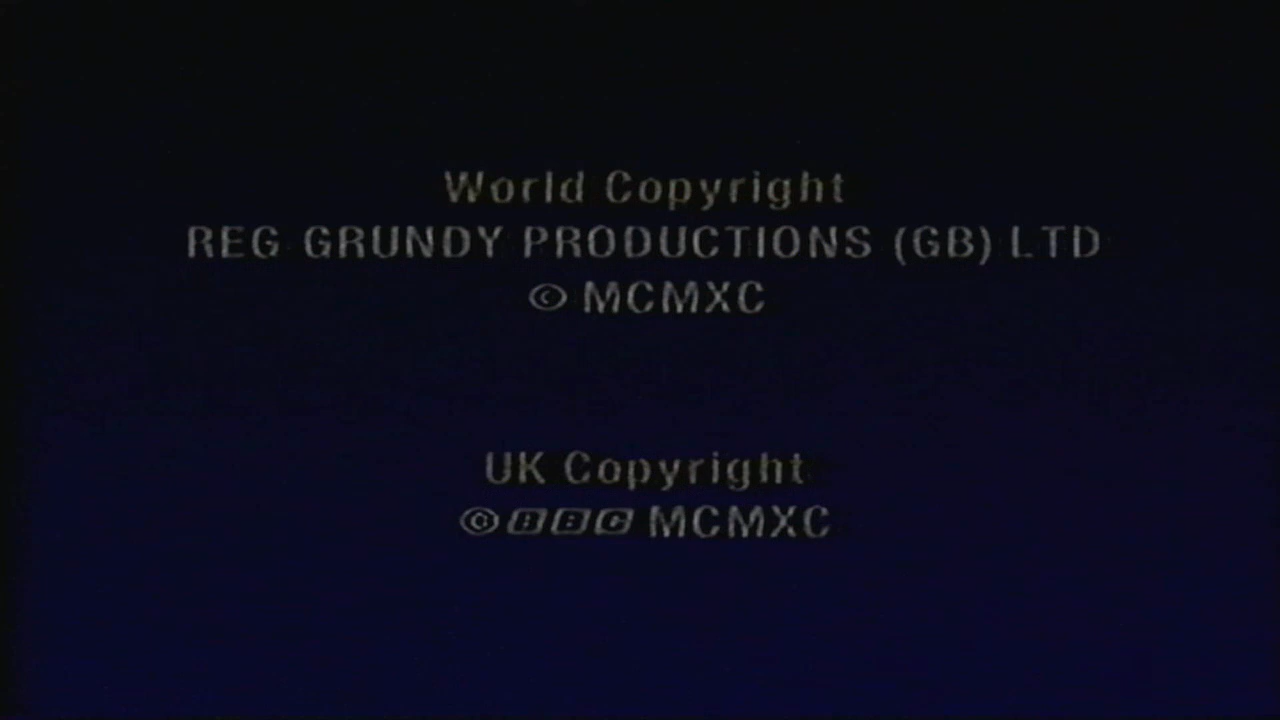 World Copyright
REG GRUNDY PRODUCTIONS (GB) LTD
© MCMXC
UK Copyright
© BBC MCMXC